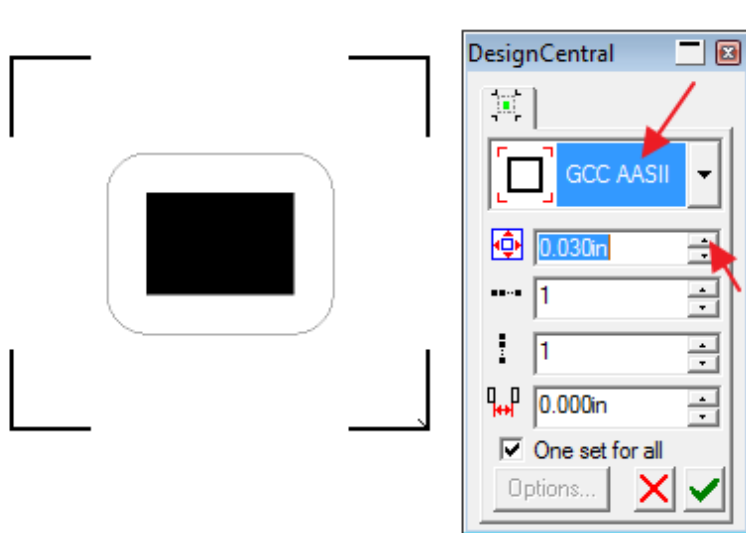 DesignCentral
GCC AASII
0.030in
1
1
0.000in
One set for all
Options...